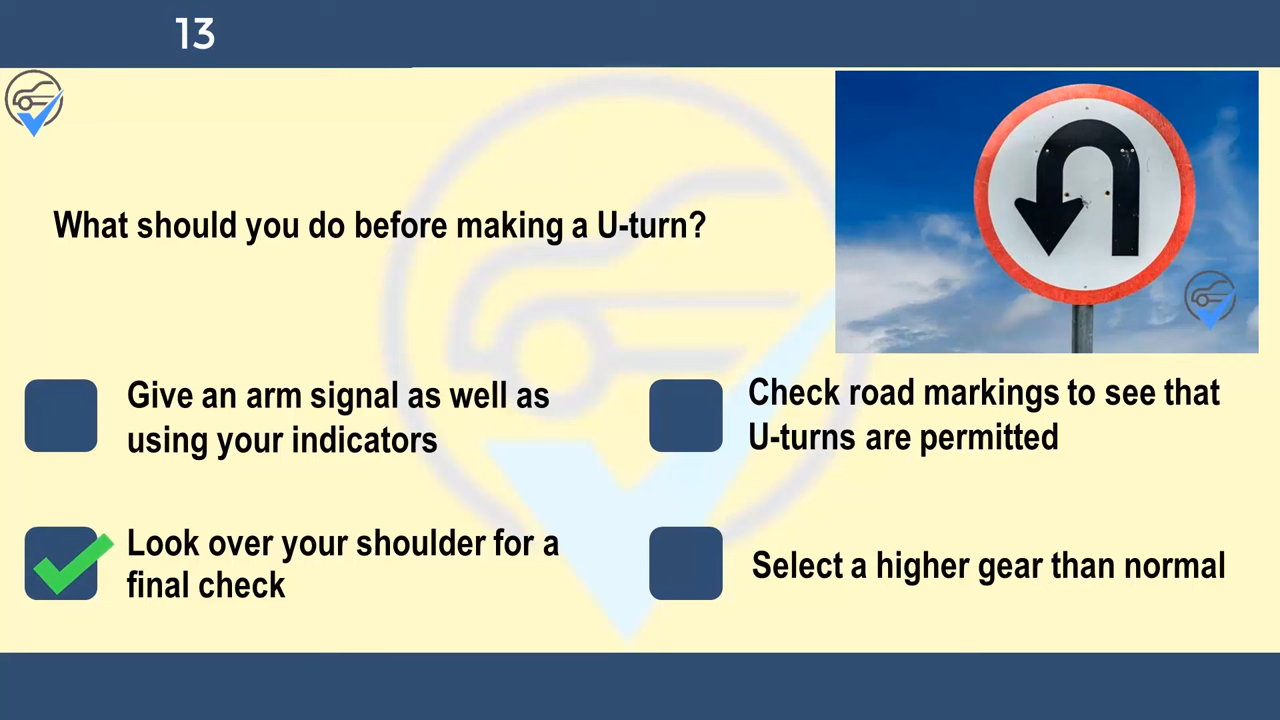 13
What should you do before making a U-turn?
Give an arm signal as well as
using your indicators
Check road markings to see that
U-turns are permitted
Look over your shoulder for a
final check
Select a higher gear than normal